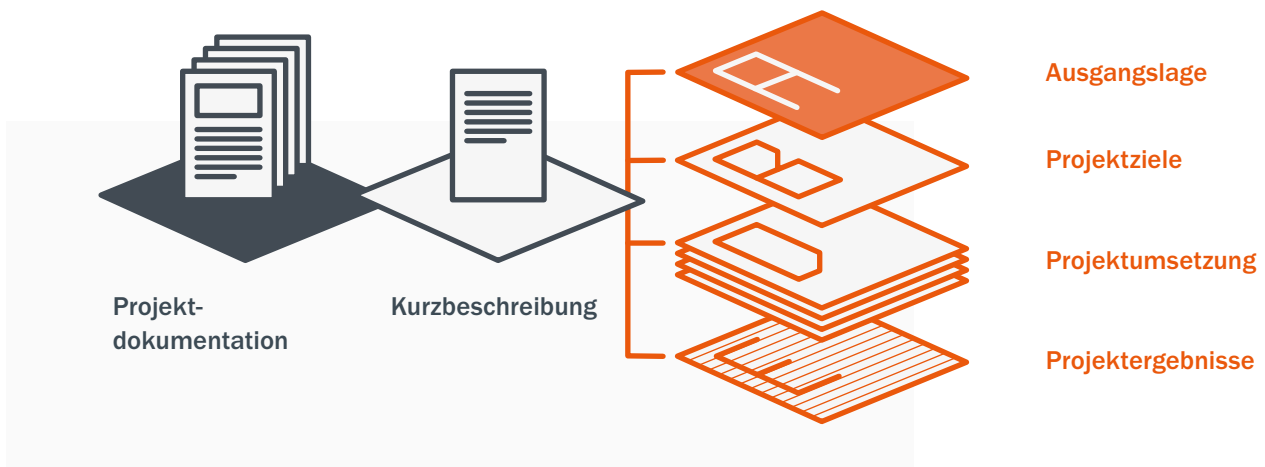 Ausgangslage
Projektziele
Projektumsetzung
Projekt-
dokumentation
Kurzbeschreibung
Projektergebnisse